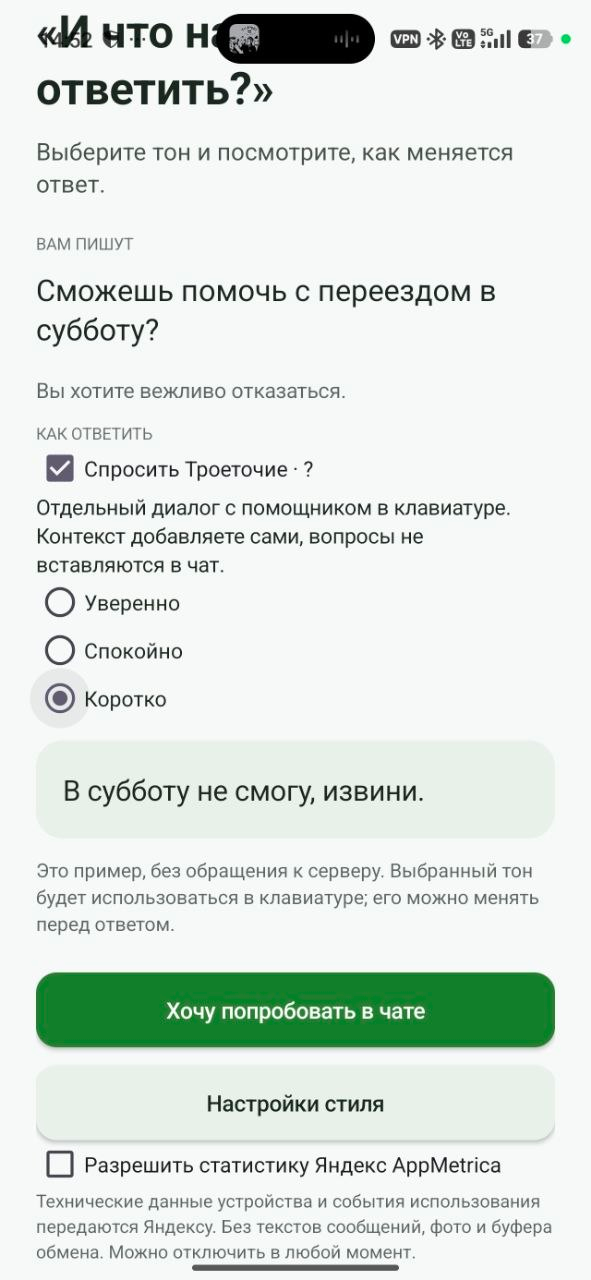 «И что на
ответить?»
VPN
VoLTE
5G
37
Выберите тон и посмотрите, как меняется
ответ.
ВАМ ПИШУТ
Сможешь помочь с переездом в
субботу?
Вы хотите вежливо отказаться.
КАК ОТВЕТИТЬ
Спросить Троеточие · ?
Отдельный диалог с помощником в клавиатуре.
Контекст добавляете сами, вопросы не
вставляются в чат.
Уверенно
Спокойно
Коротко
В субботу не смогу, извини.
Это пример, без обращения к серверу. Выбранный тон
будет использоваться в клавиатуре; его можно менять
перед ответом.
Хочу попробовать в чате
Настройки стиля
Разрешить статистику Яндекс AppMetrica
Технические данные устройства и события использования
передаются Яндексу. Без текстов сообщений, фото и буфера
обмена. Можно отключить в любой момент.